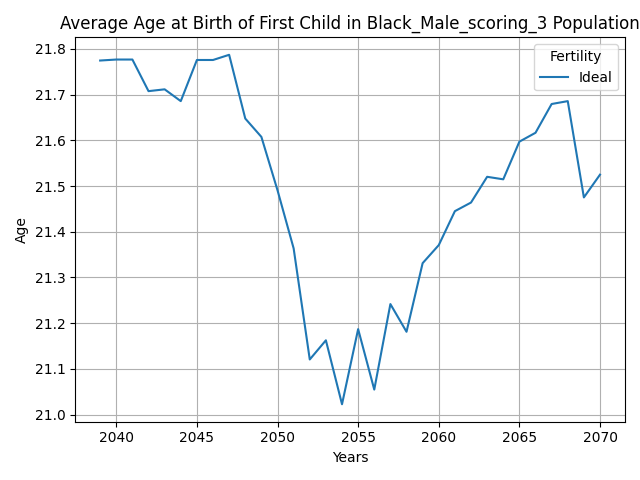 Average Age at Birth of First Child in Black_Male_scoring_3 Population
Fertility
Ideal
21.8
21.7
21.6
21.5
21.4
21.3
21.2
21.1
21.0
Age
2040 2045 2050 2055 2060 2065 2070
Years